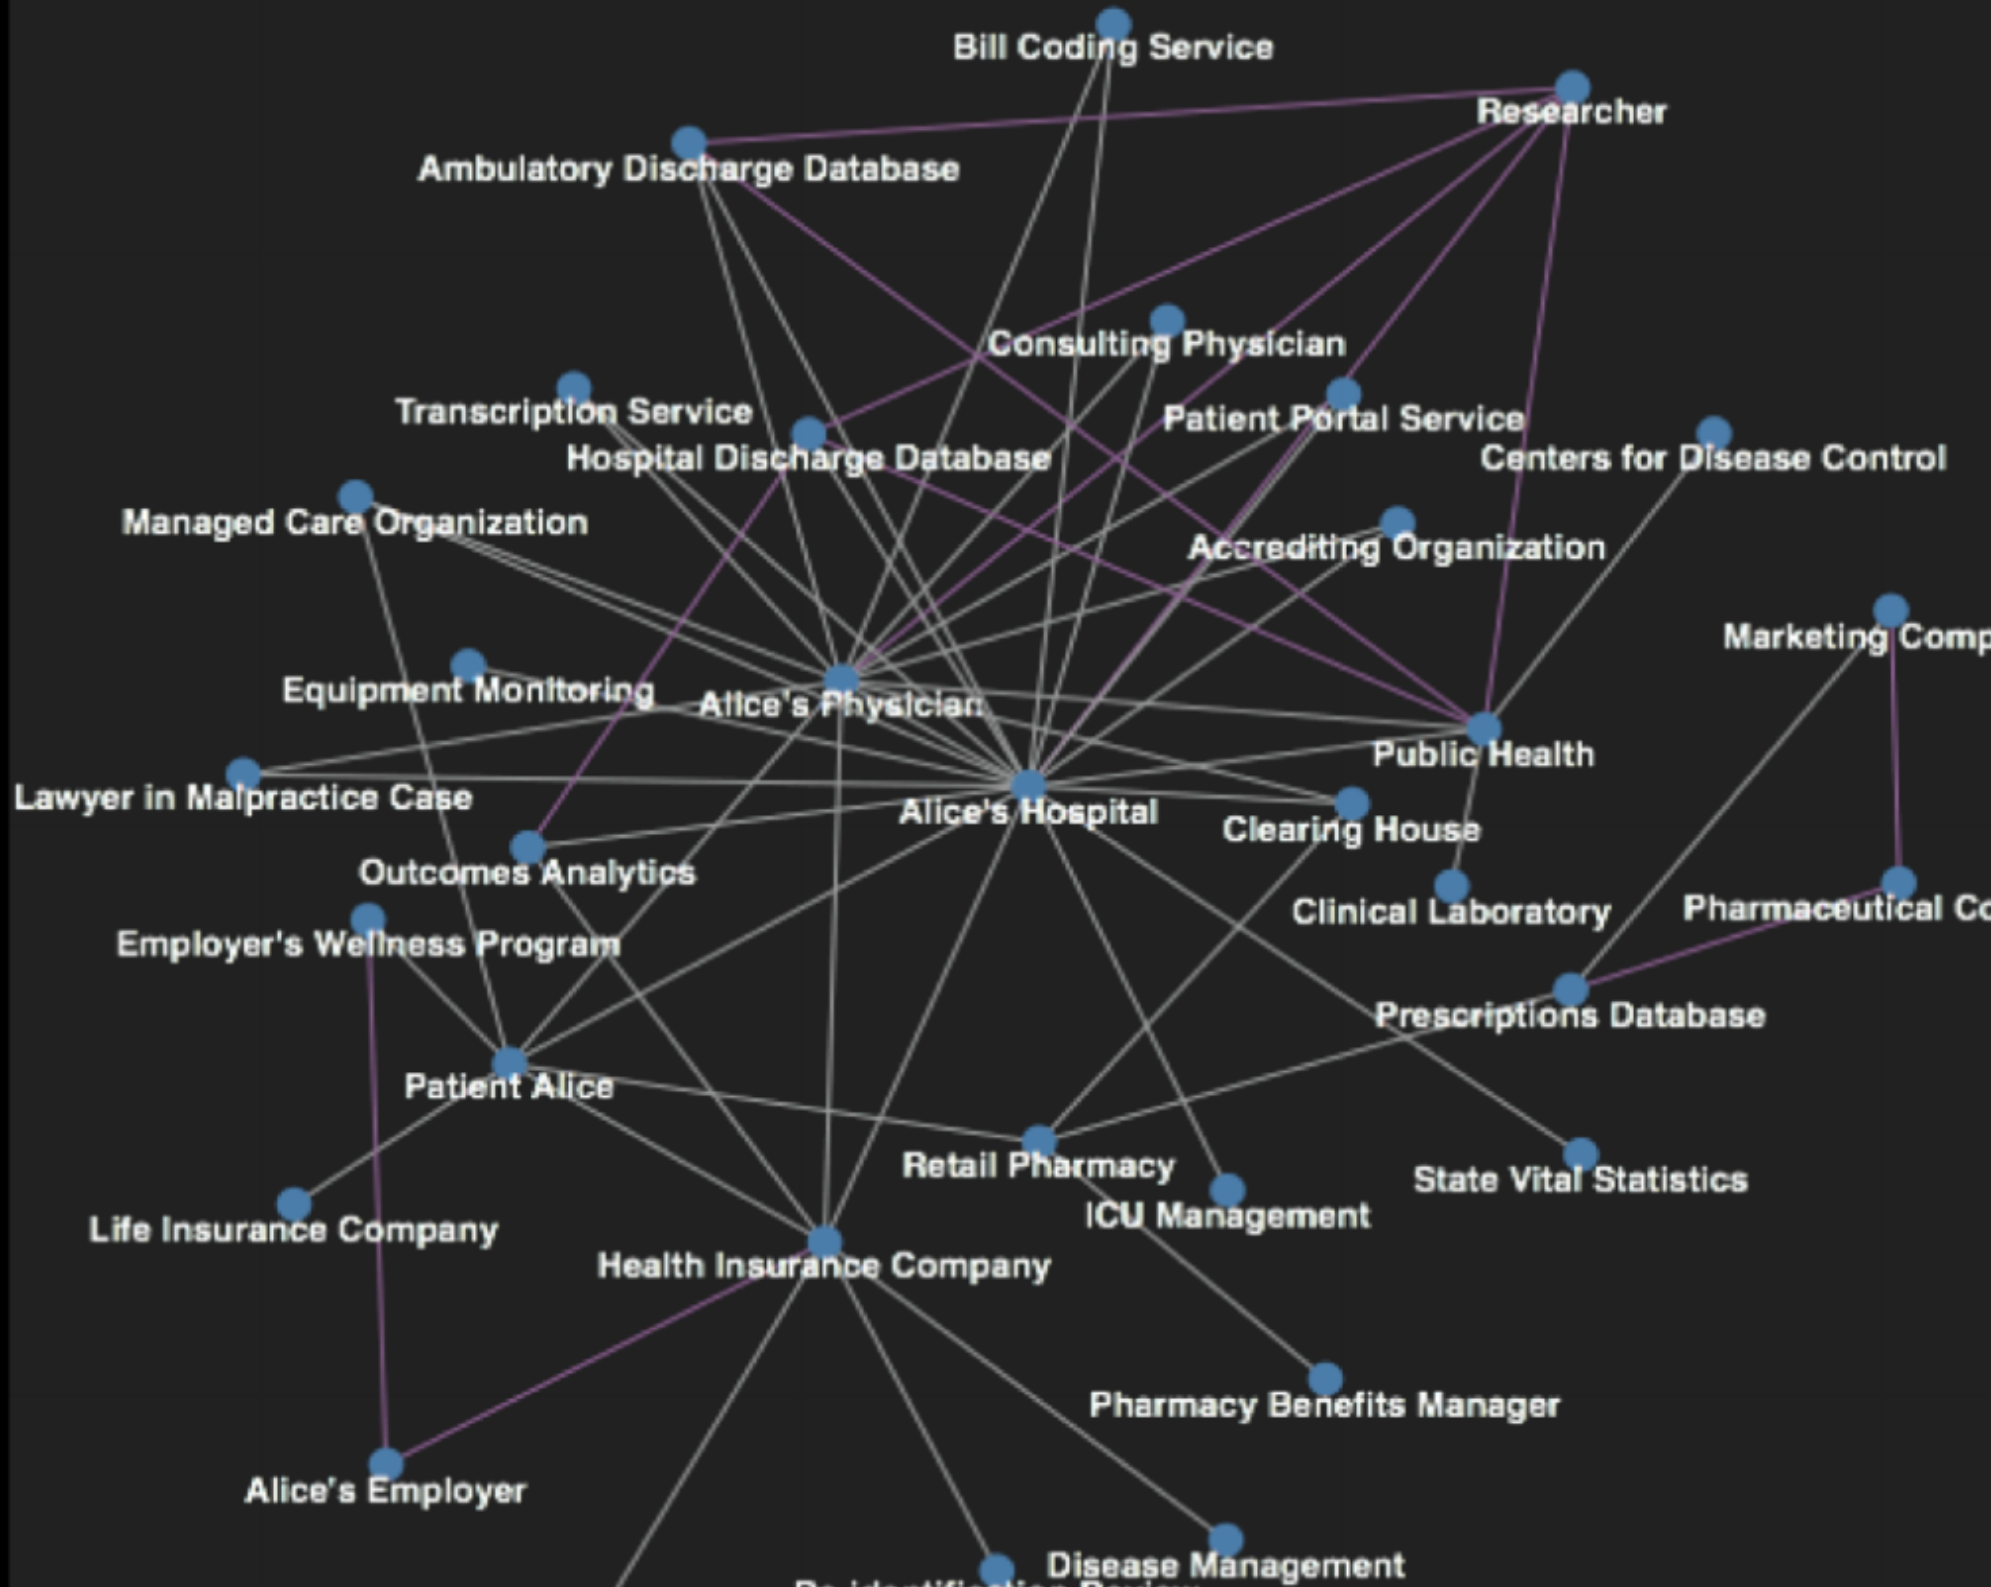 Bill Coding Service
Researcher
Ambulatory Discharge Database
Consulting Physician
Transcription Service
Patient Portal Service
Hospital Discharge Database
Centers for Disease Control
Managed Care Organization
Accrediting Organization
Marketing Comp
Equipment Monitoring
Alice's Physician
Public Health
Lawyer in Malpractice Case
Alice's Hospital
Clearing House
Outcomes Analytics
Clinical Laboratory
Pharmaceutical Co
Employer's Wellness Program
Prescriptions Database
Patient Alice
Retail Pharmacy
State Vital Statistics
ICU Management
Life Insurance Company
Health Insurance Company
Pharmacy Benefits Manager
Alice's Employer
Disease Management